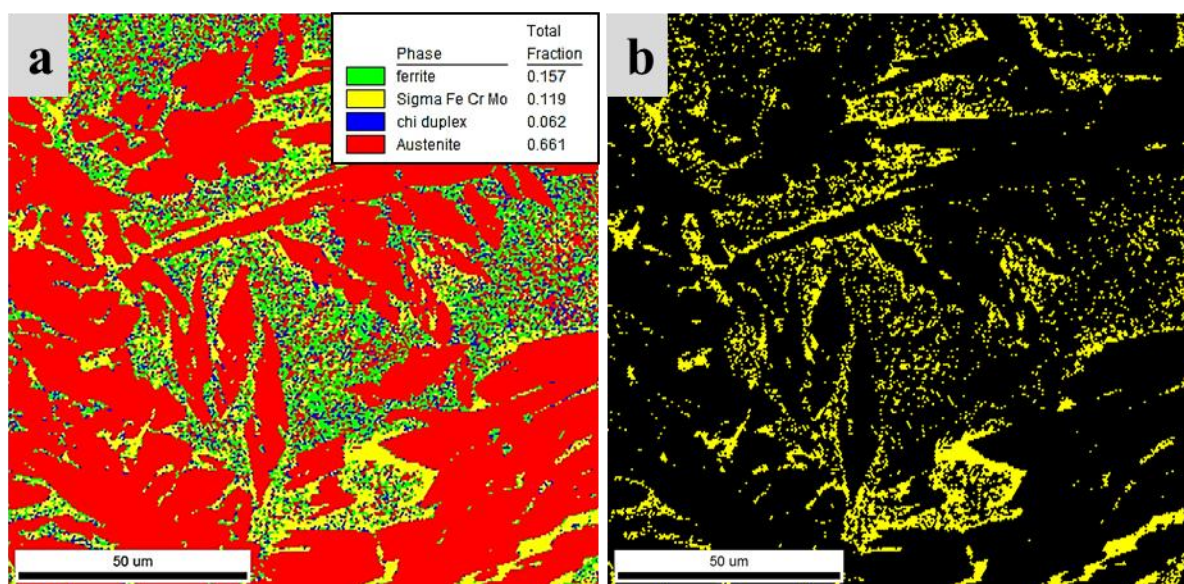 a
Total
Phase Fraction
ferrite 0.157
Sigma Fe Cr Mo 0.119
chi duplex 0.062
Austenite 0.661
50 um
b
50 um